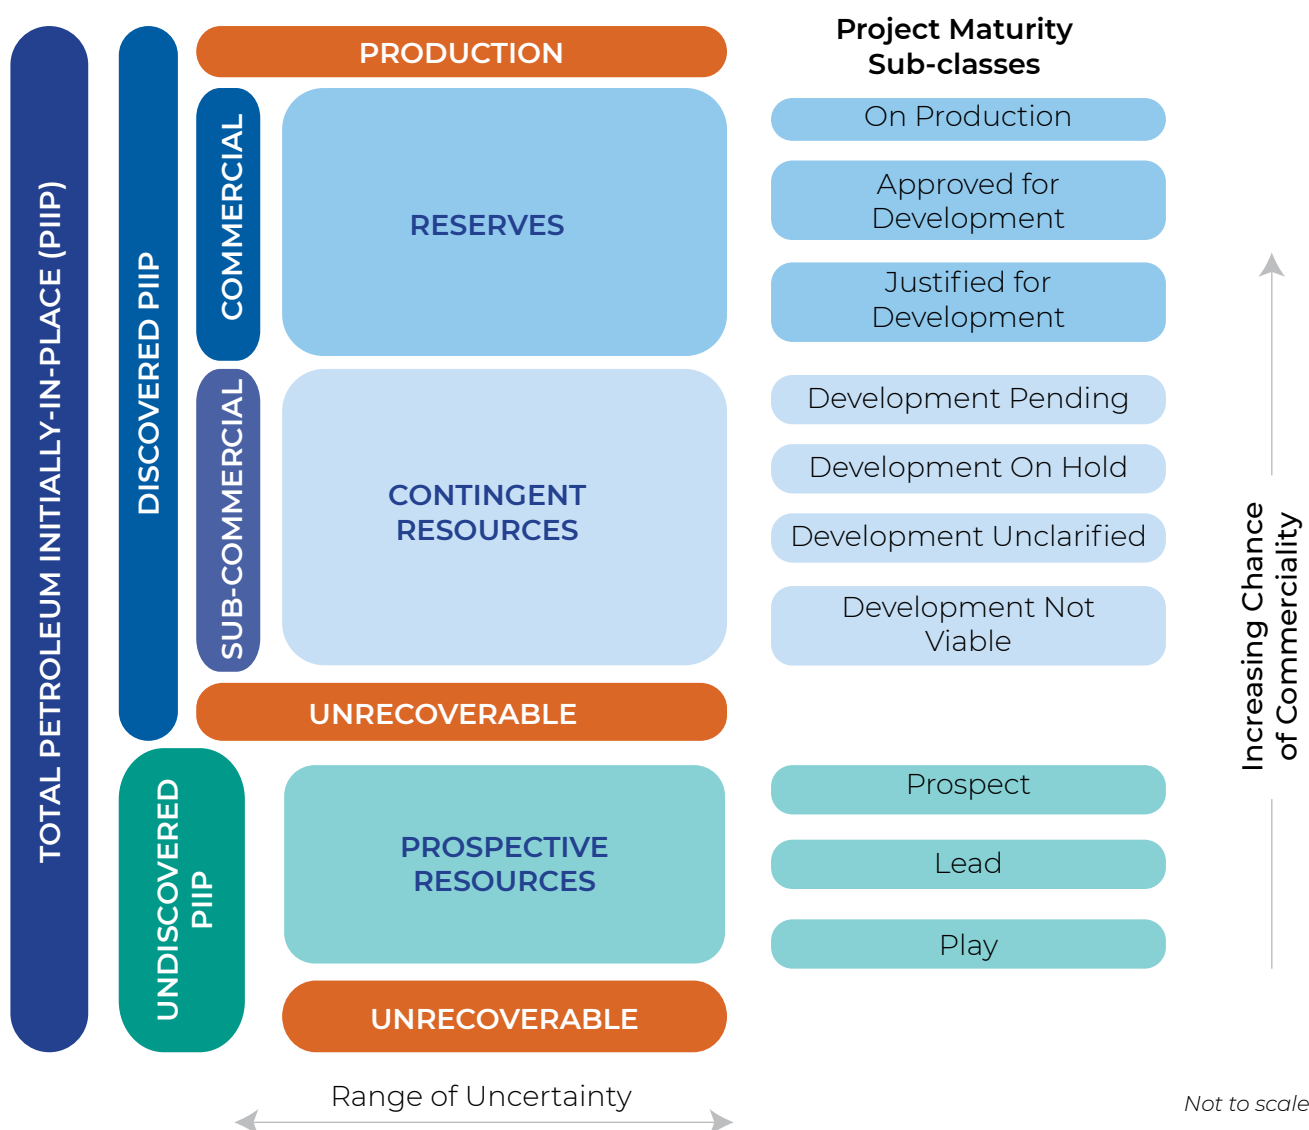 TOTAL PETROLEUM INITIALLY-IN-PLACE (PIIP)
DISCOVERED PIIP
UNDISCOVERED
PIIP
COMMERCIAL
SUB-COMMERCIAL
PRODUCTION
RESERVES
CONTINGENT
RESOURCES
UNRECOVERABLE
PROSPECTIVE
RESOURCES
UNRECOVERABLE
Range of Uncertainty
Project Maturity
Sub-classes
On Production
Approved for
Development
Justified for
Development
Development Pending
Development On Hold
Development Unclarified
Development Not
Viable
Prospect
Lead
Play
Increasing Chance
of Commerciality
Not to scale